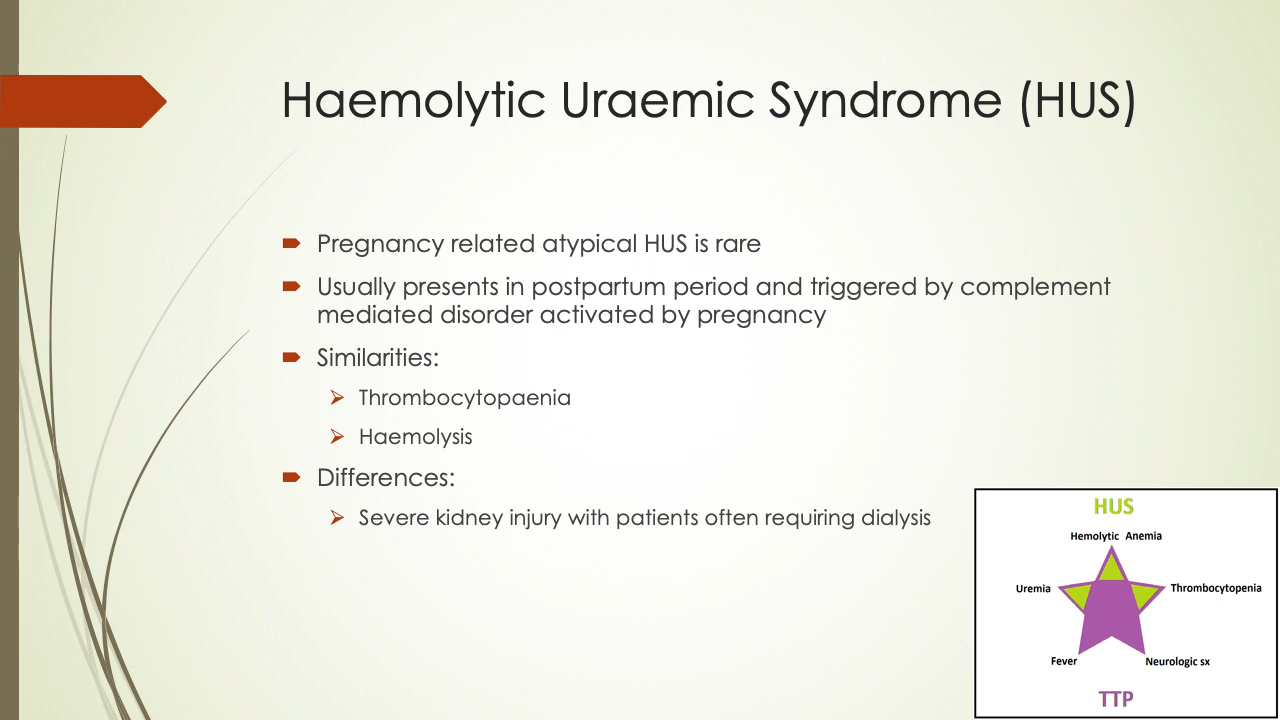 Haemolytic Uraemic Syndrome (HUS)
Pregnancy related atypical HUS is rare
Usually presents in postpartum period and triggered by complement
mediated disorder activated by pregnancy
Similarities:
Thrombocytopaenia
Haemolysis
Differences:
Severe kidney injury with patients often requiring dialysis
HUS
Hemolytic Anemia
Uremia
Thrombocytopenia
Fever
Neurologic sx
TTP